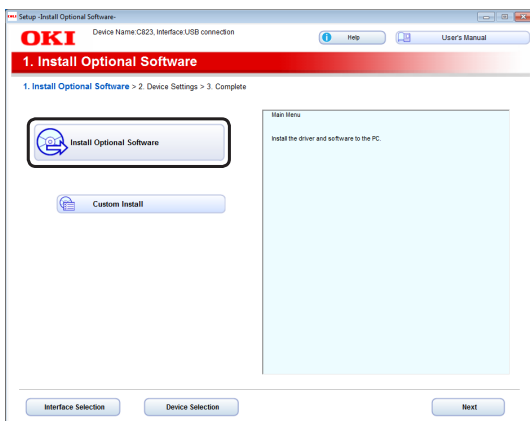 OKI Setup -Install Optional Software-
OKI
Device Name:C823, Interface:USB connection
Help
User's Manual
1. Install Optional Software
1. Install Optional Software > 2. Device Settings > 3. Complete
Install Optional Software
Custom Install
Main Menu
Install the driver and software to the PC.
Interface Selection
Device Selection
Next